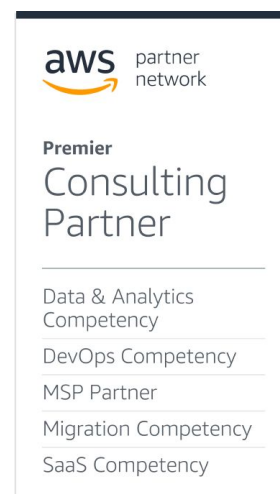 aws partner
network
Premier
Consulting
Partner
Data & Analytics
Competency
DevOps Competency
MSP Partner
Migration Competency
SaaS Competency